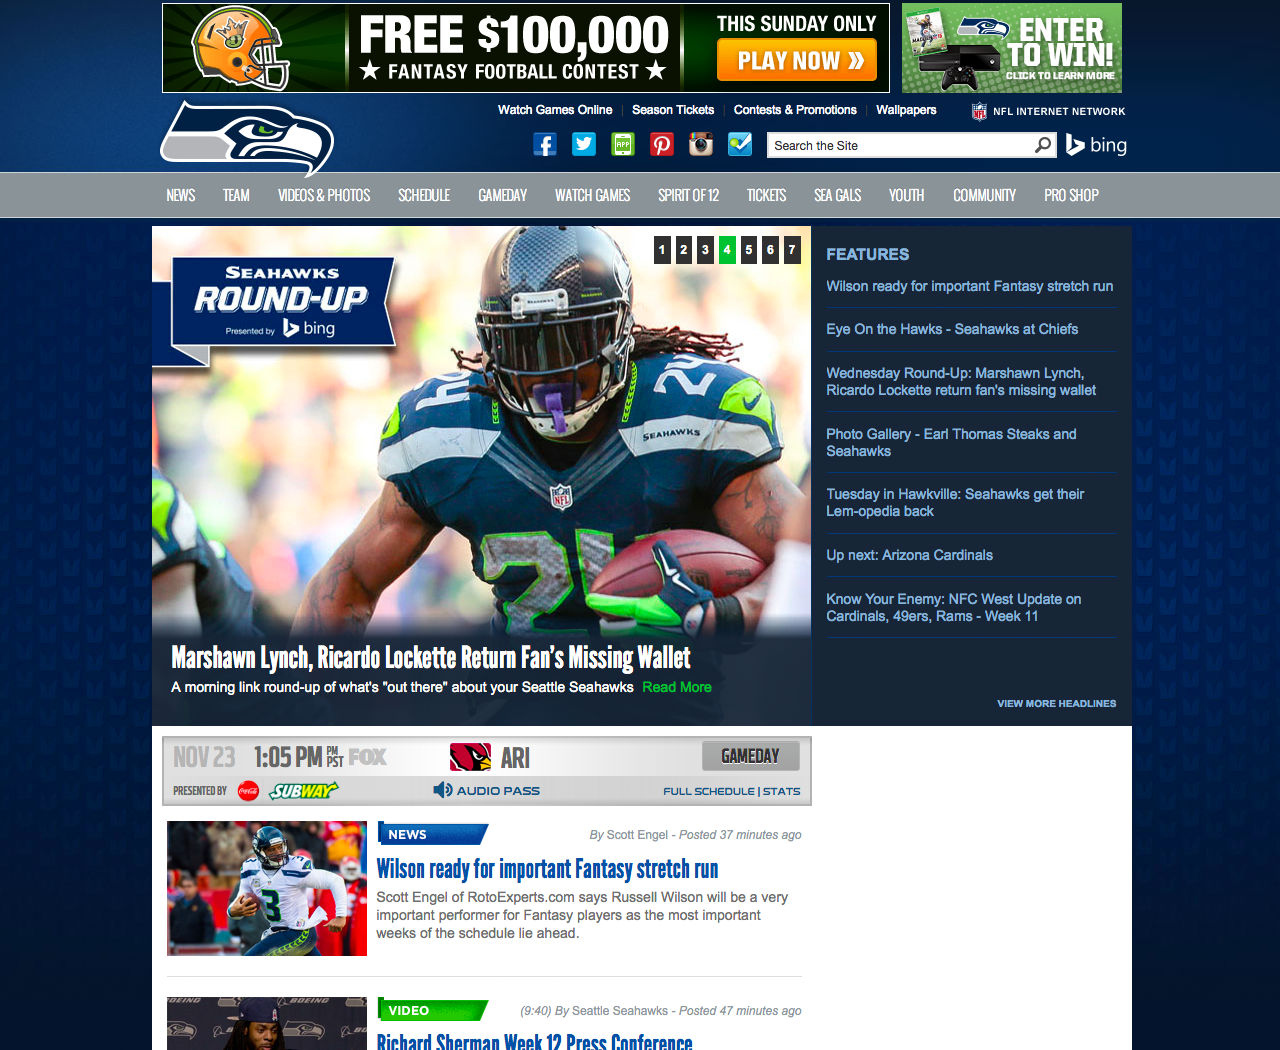 FREE $100,000
FANTASY FOOTBALL CONTEST
THIS SUNDAY ONLY
PLAY NOW »
ENTER
TO WIN!
CLICK TO LEARN MORE
Watch Games Online | Season Tickets | Contests & Promotions | Wallpapers
NFL INTERNET NETWORK
APP
Search the Site
bing
NEWS TEAM VIDEOS & PHOTOS SCHEDULE GAMEDAY WATCH GAMES SPIRIT OF 12 TICKETS SEA GALS YOUTH COMMUNITY PRO SHOP
1 2 3 4 5 6 7
SEAHAWKS
ROUND-UP
Presented by bing
24
SEAHAWKS
NFL
24
Marshawn Lynch, Ricardo Lockette Return Fan's Missing Wallet
A morning link round-up of what's "out there" about your Seattle Seahawks Read More
FEATURES
Wilson ready for important Fantasy stretch run
Eye On the Hawks - Seahawks at Chiefs
Wednesday Round-Up: Marshawn Lynch,
Ricardo Lockette return fan's missing wallet
Photo Gallery - Earl Thomas Steaks and
Seahawks
Tuesday in Hawkville: Seahawks get their
Lem-opedia back
Up next: Arizona Cardinals
Know Your Enemy: NFC West Update on
Cardinals, 49ers, Rams - Week 11
VIEW MORE HEADLINES
NOV 23 1:05 PM PM PST FOX
ARI
GAMEDAY
PRESENTED BY Coca-Cola SUBWAY
AUDIO PASS
FULL SCHEDULE | STATS
3
NEWS
By Scott Engel - Posted 37 minutes ago
Wilson ready for important Fantasy stretch run
Scott Engel of RotoExperts.com says Russell Wilson will be a very
important performer for Fantasy players as the most important
weeks of the schedule lie ahead.
BOEING
VIDEO
(9:40) By Seattle Seahawks - Posted 47 minutes ago
Richard Sherman Week 12 Press Conference